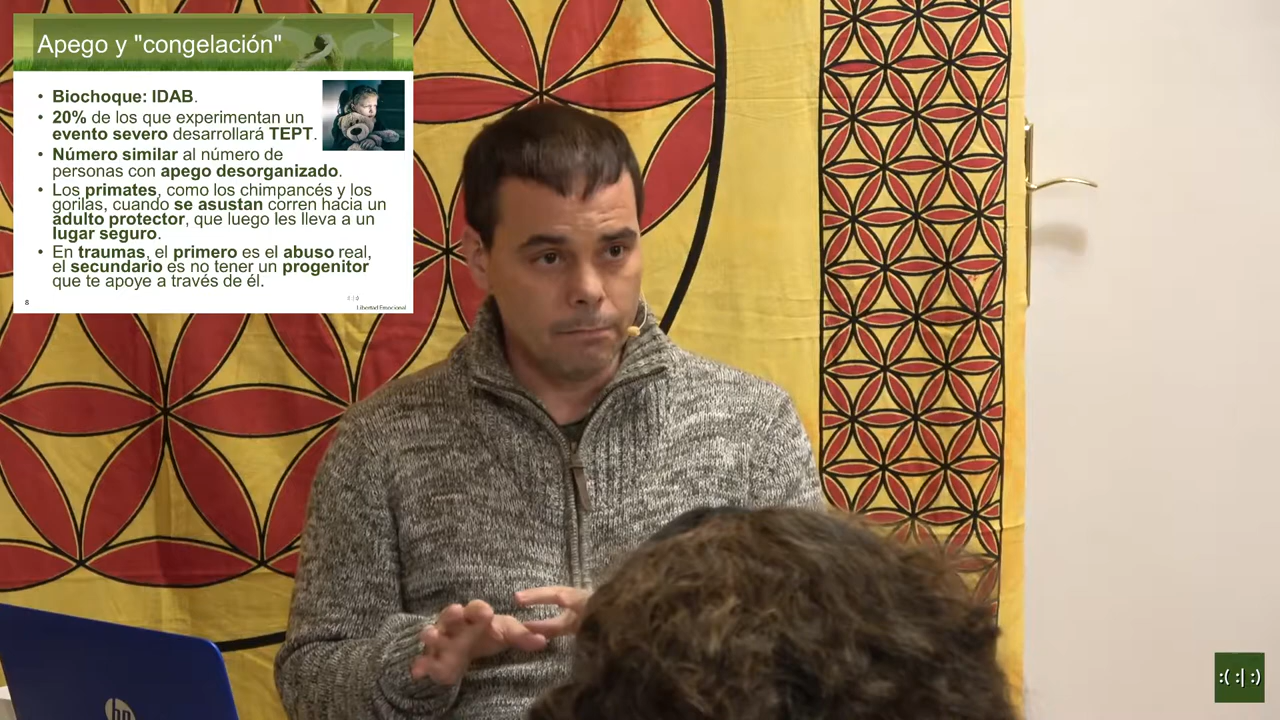 Apego y "congelación"
• Biochoque: IDAB.
• 20% de los que experimentan un
evento severo desarrollará TEPT.
• Número similar al número de
personas con apego desorganizado.
• Los primates, como los chimpancés y los
gorilas, cuando se asustan corren hacia un
adulto protector, que luego les lleva a un
lugar seguro.
• En traumas, el primero es el abuso real,
el secundario es no tener un progenitor
que te apoye a través de él.
8
Libertad Emocional
hp
:( :| :)